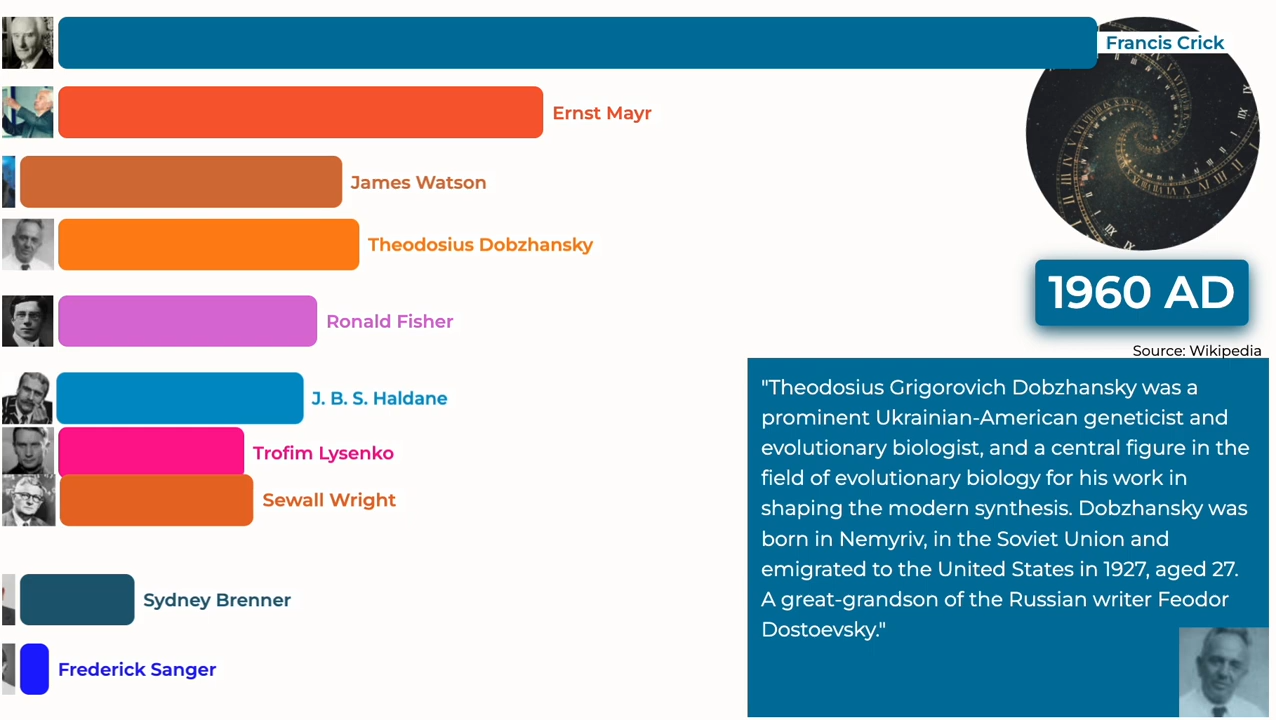 Francis Crick
Ernst Mayr
James Watson
Theodosius Dobzhansky
Ronald Fisher
J. B. S. Haldane
Trofim Lysenko
Sewall Wright
Sydney Brenner
Frederick Sanger
1960 AD
Source: Wikipedia
"Theodosius Grigorovich Dobzhansky was a
prominent Ukrainian-American geneticist and
evolutionary biologist, and a central figure in the
field of evolutionary biology for his work in
shaping the modern synthesis. Dobzhansky was
born in Nemyriv, in the Soviet Union and
emigrated to the United States in 1927, aged 27.
A great-grandson of the Russian writer Feodor
Dostoevsky."